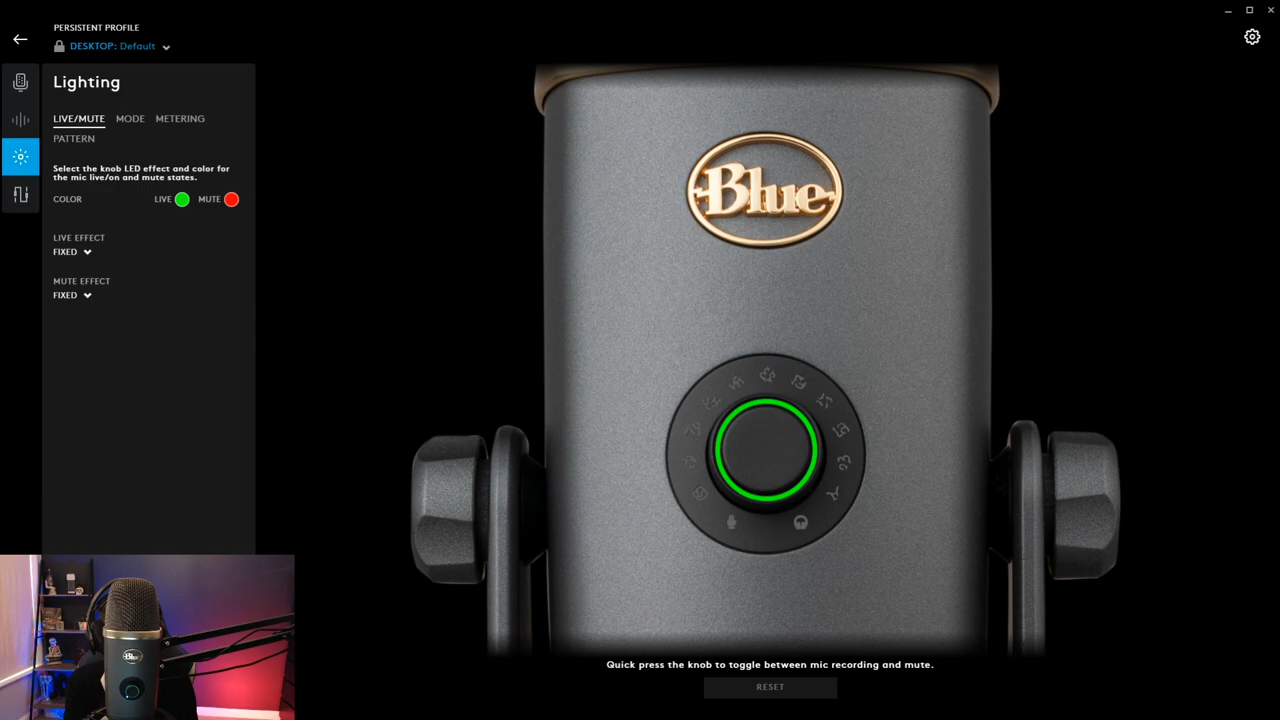 PERSISTENT PROFILE
DESKTOP: Default
Lighting
LIVE/MUTE MODE METERING
PATTERN
Select the knob LED effect and color for
the mic live/on and mute states.
COLOR LIVE MUTE
LIVE EFFECT
FIXED
MUTE EFFECT
FIXED
Blue
Blue
Quick press the knob to toggle between mic recording and mute.
RESET